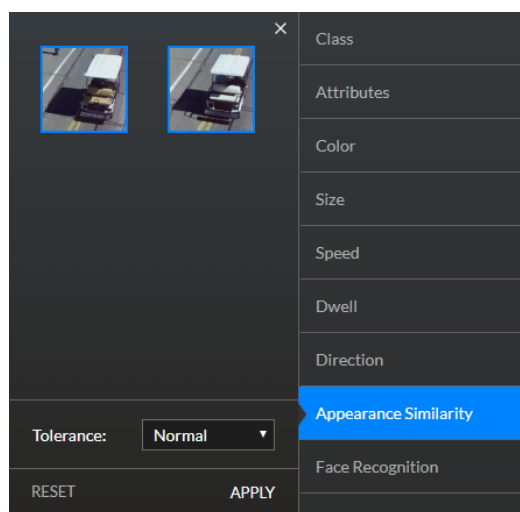 ×
Class
Attributes
Color
Size
Speed
Dwell
Direction
Appearance Similarity
Face Recognition
Tolerance:
Normal
RESET
APPLY